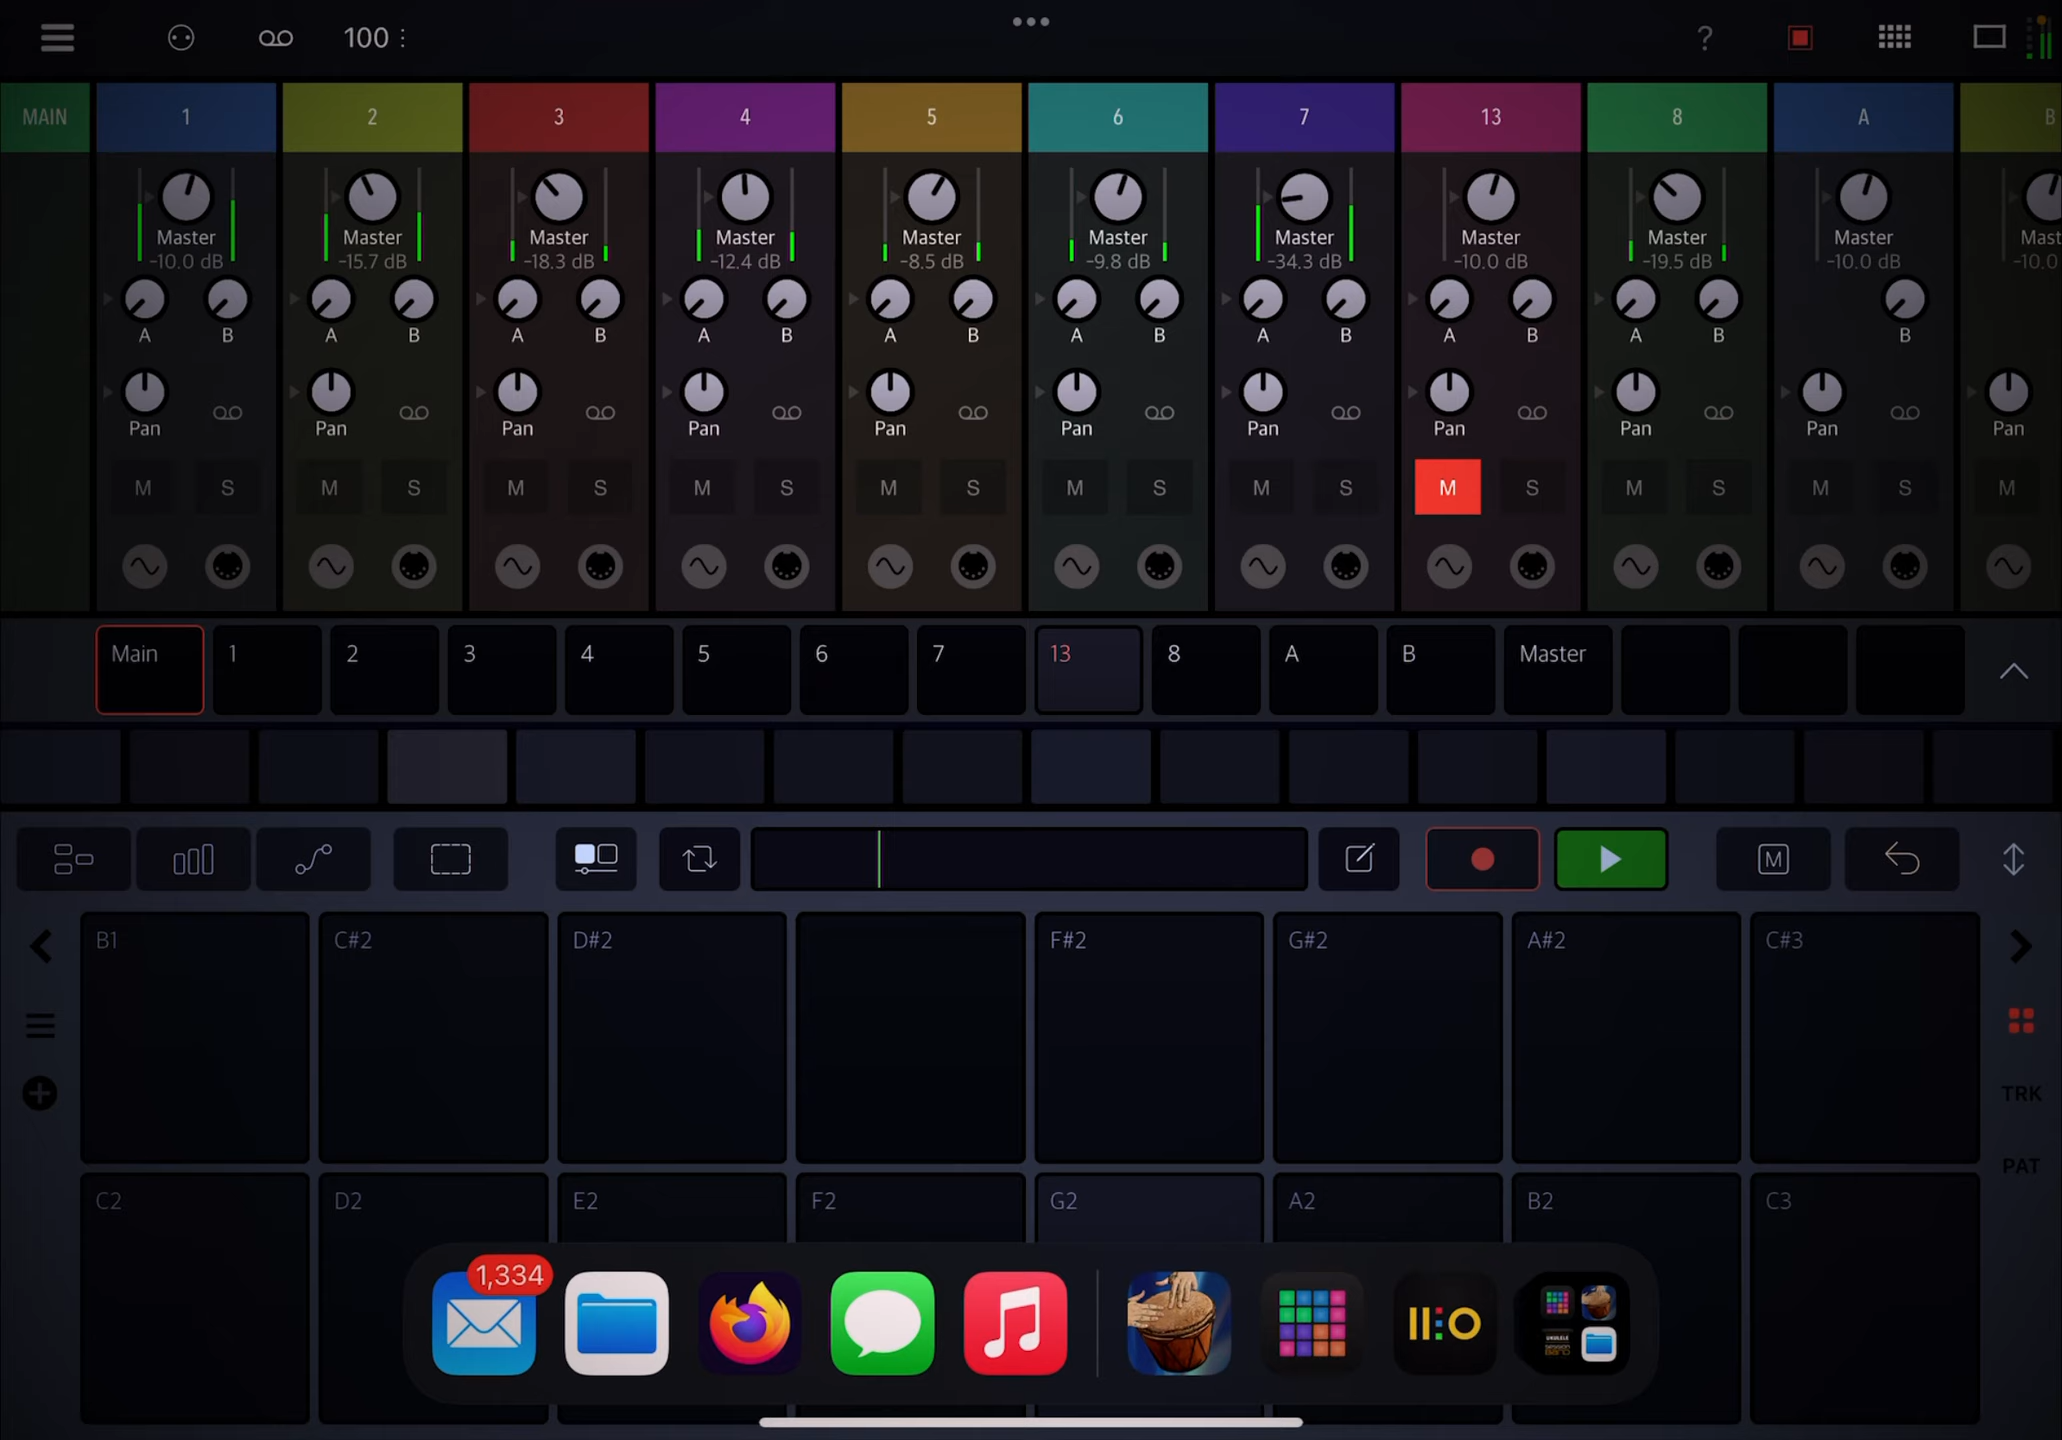 100
?
MAIN 1 2 3 4 5 6 7 13 8 A B
Master Master Master Master Master Master Master Master Master Master Mast
-10.0 dB -15.7 dB -18.3 dB -12.4 dB -8.5 dB -9.8 dB -34.3 dB -10.0 dB -19.5 dB -10.0 dB -10.0
A B A B A B A B A B A B A B A B A B B
Pan Pan Pan Pan Pan Pan Pan Pan Pan Pan Pan
M S M S M S M S M S M S M S M S M S M S M
Main 1 2 3 4 5 6 7 13 8 A B Master
M
B1 C#2 D#2 F#2 G#2 A#2 C#3
TRK
PAT
C2 D2 E2 F2 G2 A2 B2 C3
1,334